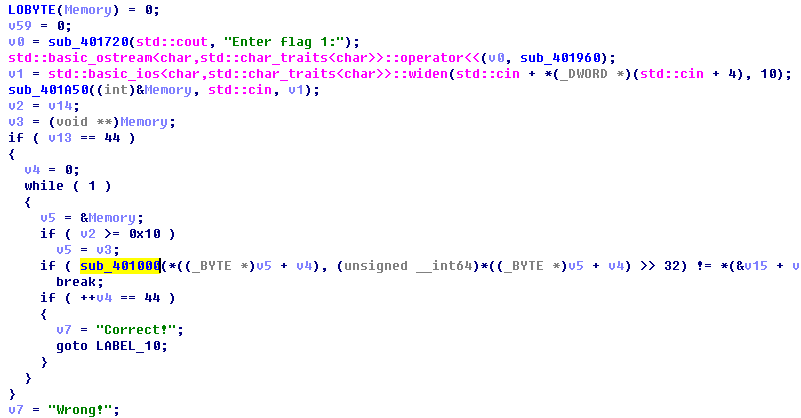 LOBYTE(Memory) = 0;
v59 = 0;
v0 = sub_401720(std::cout, "Enter flag 1:");
std::basic_ostream<char,std::char_traits<char>>::operator<<(v0, sub_401960);
v1 = std::basic_ios<char,std::char_traits<char>>::widen(std::cin + *(_DWORD *)(std::cin + 4), 10);
sub_401A50((int)&Memory, std::cin, v1);
v2 = v14;
v3 = (void **)Memory;
if ( v13 == 44 )
{
v4 = 0;
while ( 1 )
{
v5 = &Memory;
if ( v2 >= 0x10 )
v5 = v3;
if ( sub_401000(*((_BYTE *)v5 + v4), (unsigned __int64)*((_BYTE *)v5 + v4) >> 32) != *(&v15 + v
break;
if ( ++v4 == 44 )
{
v7 = "Correct!";
goto LABEL_10;
}
}
}
v7 = "Wrong!";